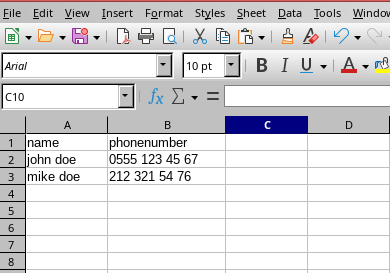 File Edit View Insert Format Styles Sheet Data Tools
Arial 10 pt B I U A
C10 fx Σ =
A B C D
1 name phonenumber
2 john doe 0555 123 45 67
3 mike doe 212 321 54 76
4
5
6
7
8